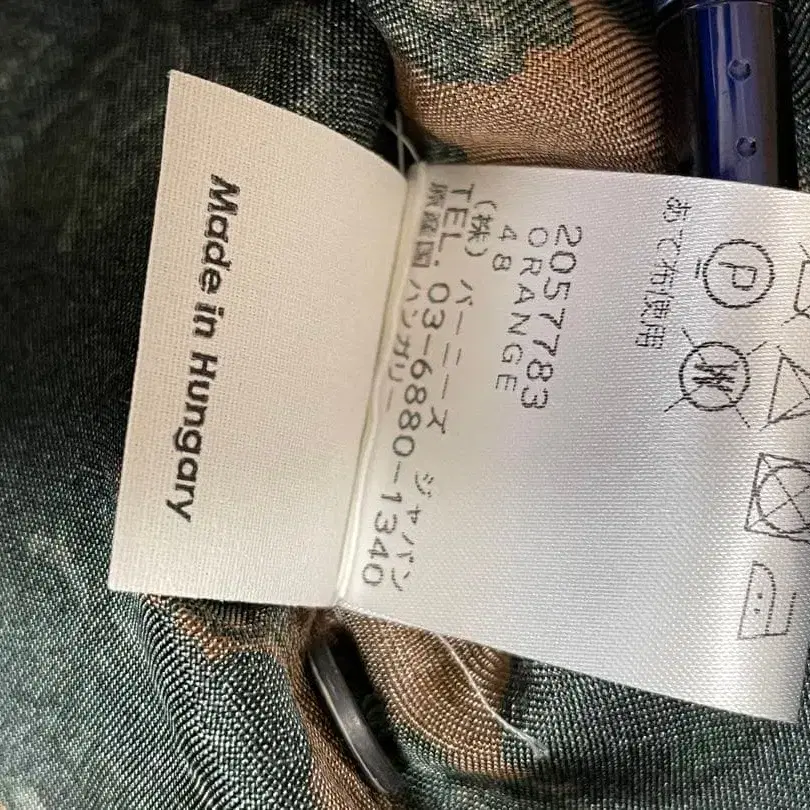 Made in Hungary
P
W
あて布使用
2057783
ORANGE
48
(株) バーニーズ ジャパン
TEL. 03-6880-1340
原産国 ハンガリー